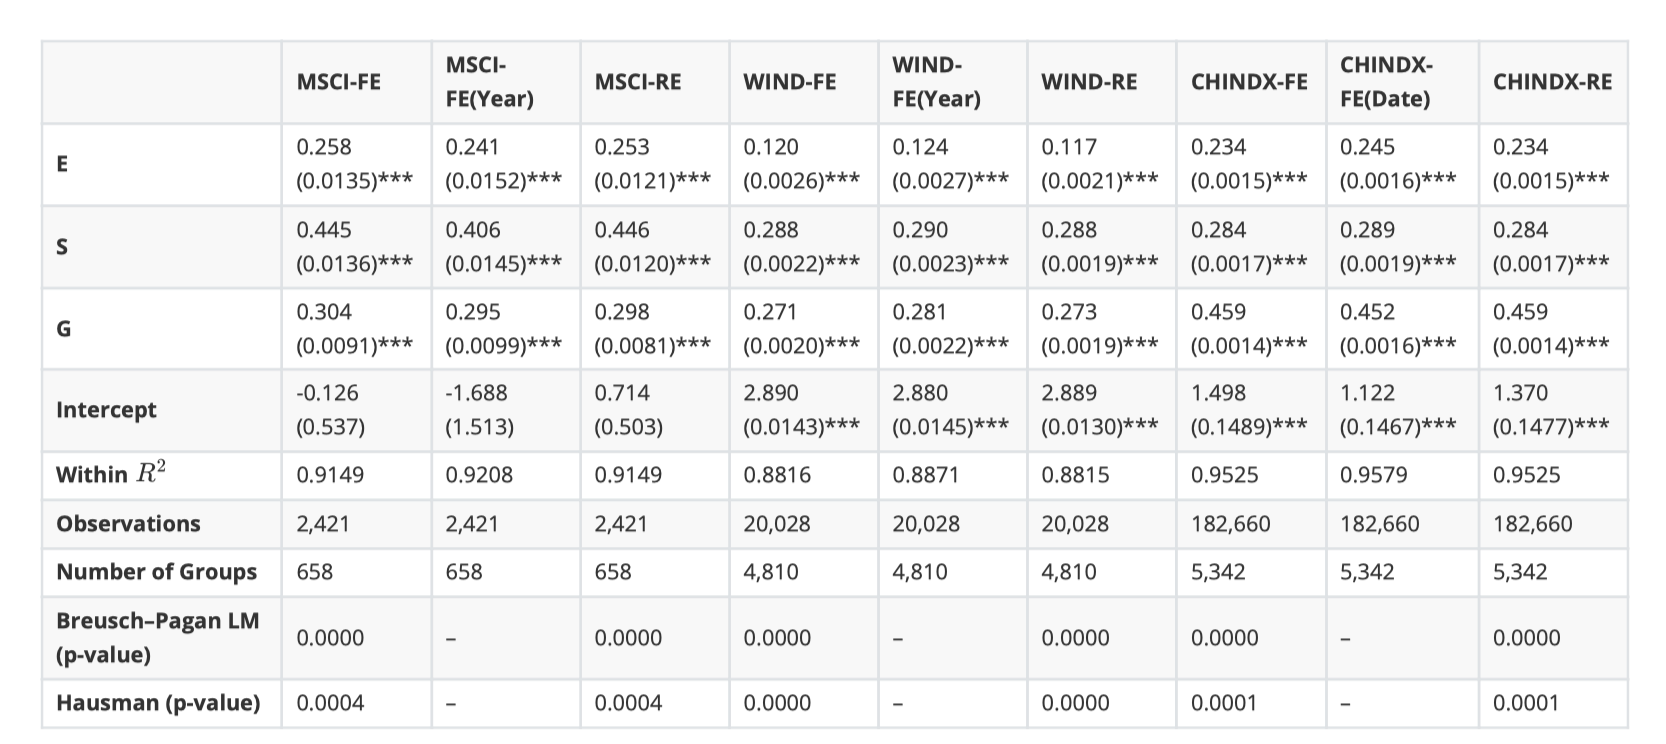 MSCI-FE MSCI-FE(Year) MSCI-RE WIND-FE WIND-FE(Year) WIND-RE CHINDX-FE CHINDX-FE(Date) CHINDX-RE
E 0.258 0.241 0.253 0.120 0.124 0.117 0.234 0.245 0.234
(0.0135)*** (0.0152)*** (0.0121)*** (0.0026)*** (0.0027)*** (0.0021)*** (0.0015)*** (0.0016)*** (0.0015)***
S 0.445 0.406 0.446 0.288 0.290 0.288 0.284 0.289 0.284
(0.0136)*** (0.0145)*** (0.0120)*** (0.0022)*** (0.0023)*** (0.0019)*** (0.0017)*** (0.0019)*** (0.0017)***
G 0.304 0.295 0.298 0.271 0.281 0.273 0.459 0.452 0.459
(0.0091)*** (0.0099)*** (0.0081)*** (0.0020)*** (0.0022)*** (0.0019)*** (0.0014)*** (0.0016)*** (0.0014)***
Intercept -0.126 -1.688 0.714 2.890 2.880 2.889 1.498 1.122 1.370
(0.537) (1.513) (0.503) (0.0143)*** (0.0145)*** (0.0130)*** (0.1489)*** (0.1467)*** (0.1477)***
Within R² 0.9149 0.9208 0.9149 0.8816 0.8871 0.8815 0.9525 0.9579 0.9525
Observations 2,421 2,421 2,421 20,028 20,028 20,028 182,660 182,660 182,660
Number of Groups 658 658 658 4,810 4,810 4,810 5,342 5,342 5,342
Breusch–Pagan LM (p-value) 0.0000 – 0.0000 0.0000 – 0.0000 0.0000 – 0.0000
Hausman (p-value) 0.0004 – 0.0004 0.0000 – 0.0000 0.0001 – 0.0001